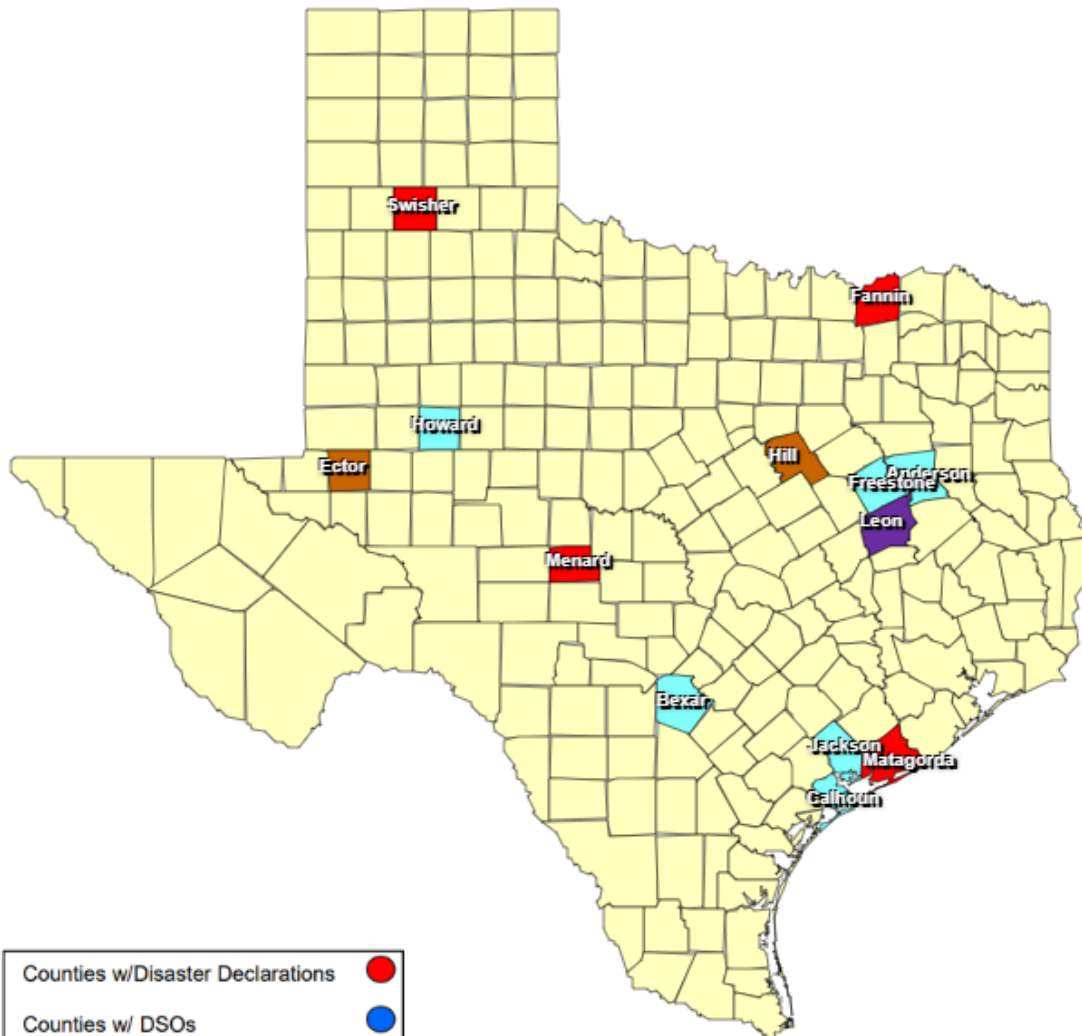 Swisher
Fannin
Howard
Ector
Hill
Anderson
Freestone
Leon
Menard
Bexar
Jackson
Matagorda
Calhoun
Counties w/Disaster Declarations
Counties w/ DSOs